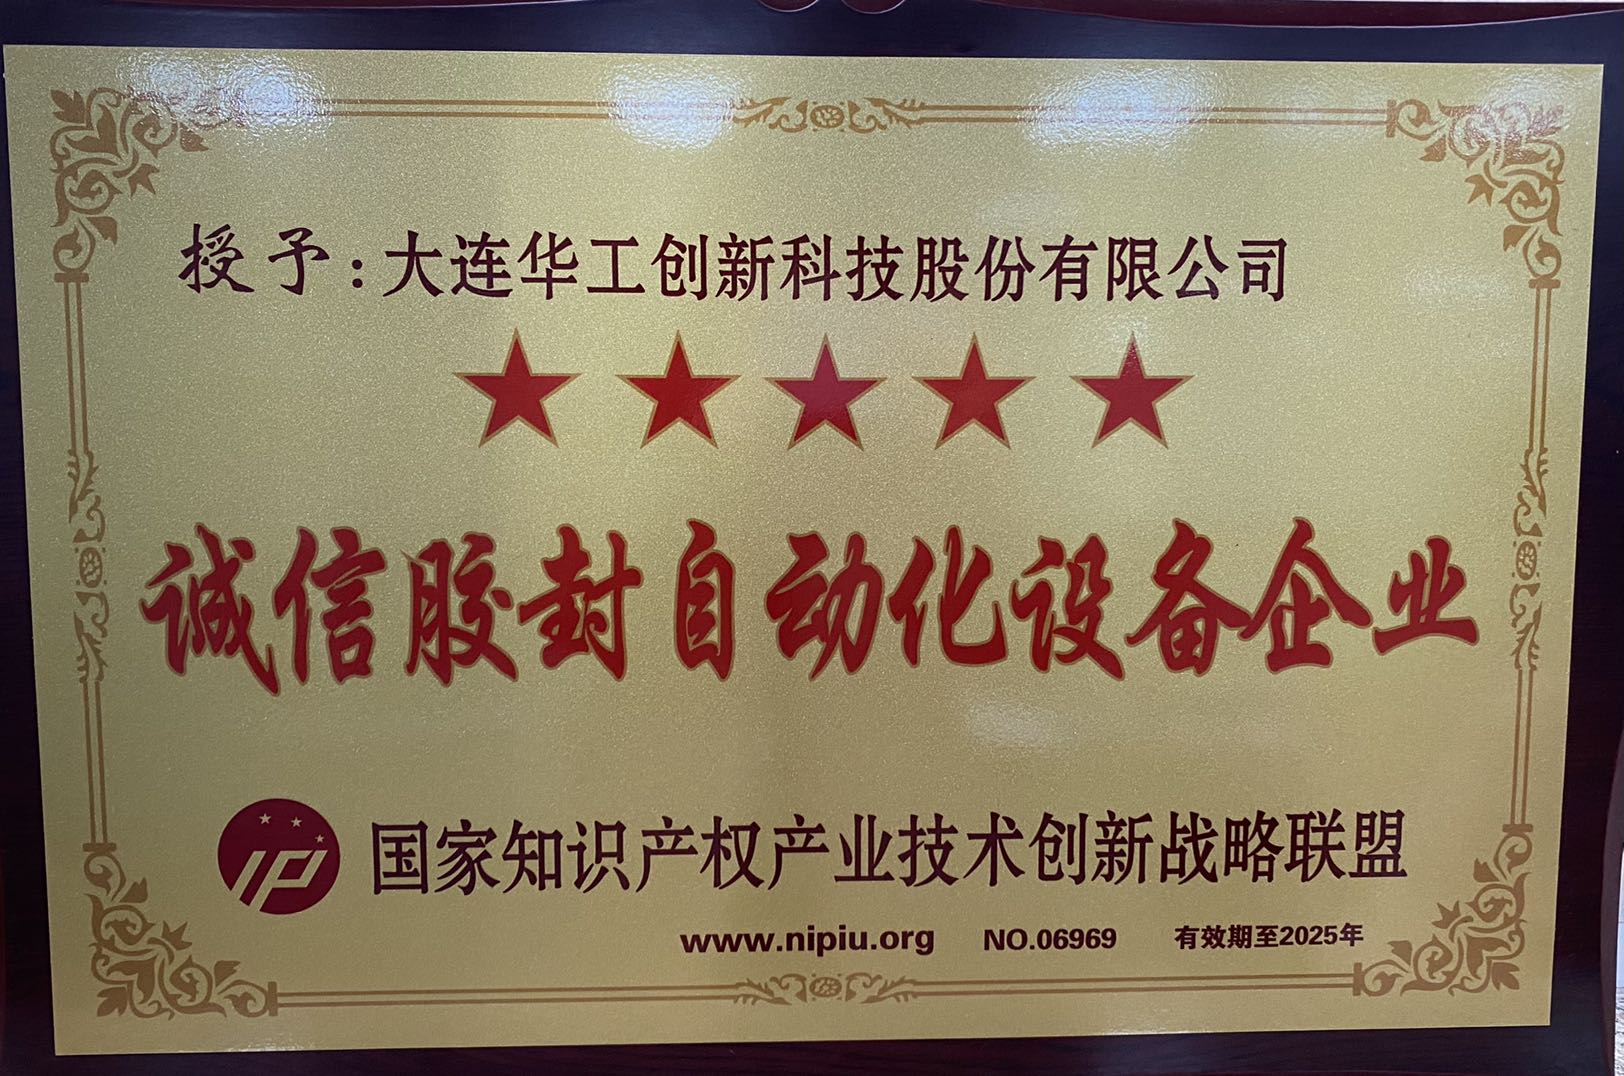 授予：大连华工创新科技股份有限公司
诚信胶封自动化设备企业
国家知识产权产业技术创新战略联盟
www.nipiu.org NO.06969 有效期至2025年